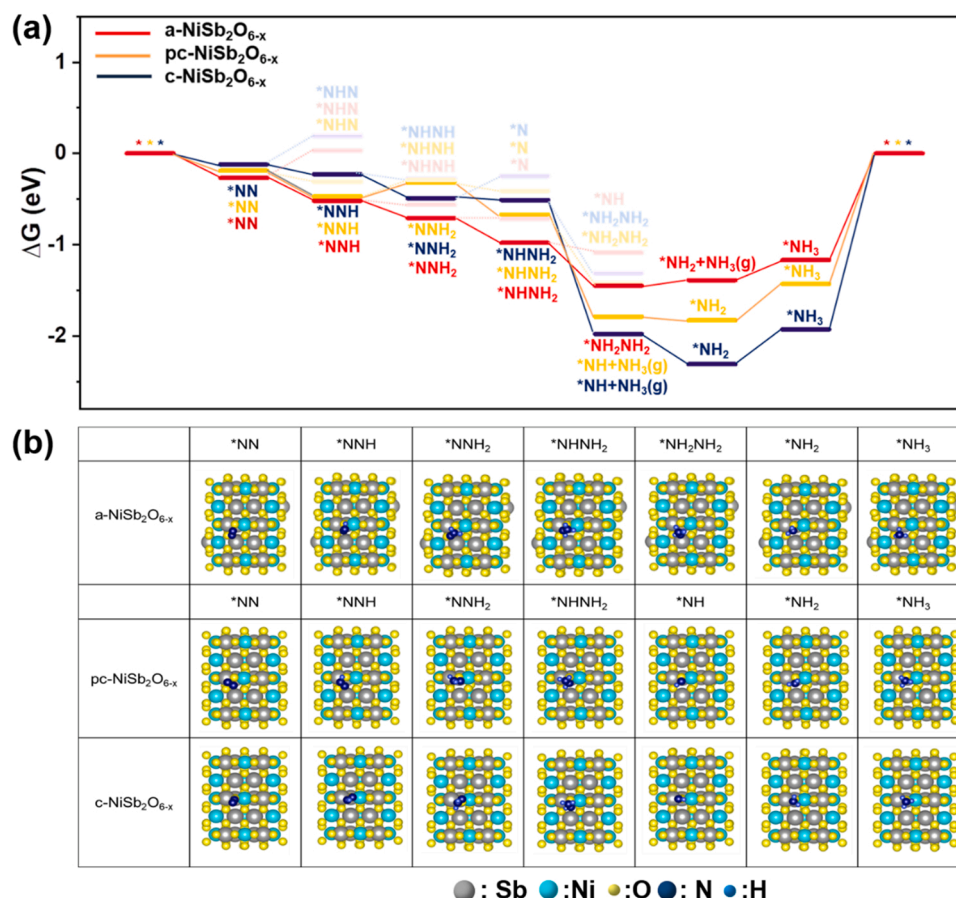 (a)
a-NiSb2O6-x
pc-NiSb2O6-x
c-NiSb2O6-x
ΔG (eV)
1
0
-1
-2
* * *
*NN
*NN
*NN
*NHN
*NHN
*NHN
*NNH
*NNH
*NNH
*NHNH
*NHNH
*NHNH
*NNH2
*NNH2
*NNH2
*N
*N
*N
*NHNH2
*NHNH2
*NHNH2
*NH
*NH2NH2
*NH2NH2
*NH2NH2
*NH+NH3(g)
*NH+NH3(g)
*NH2+NH3(g)
*NH2
*NH2
*NH3
*NH3
*NH3
* * *
(b)
*NN *NNH *NNH2 *NHNH2 *NH2NH2 *NH2 *NH3
a-NiSb2O6-x
*NN *NNH *NNH2 *NHNH2 *NH *NH2 *NH3
pc-NiSb2O6-x
c-NiSb2O6-x
: Sb :Ni :O : N :H